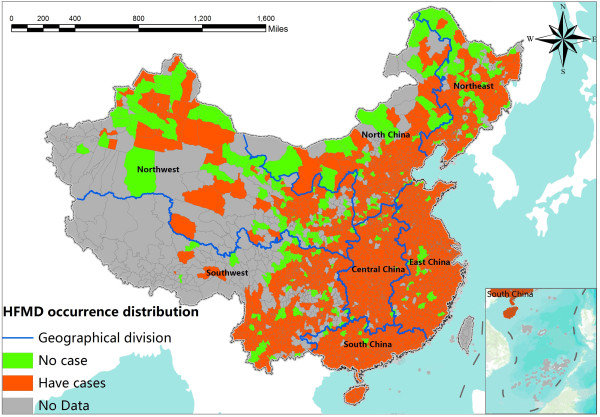 0 200 400 800 1,200 1,600
Miles
N
W E
S
Northeast
North China
Northwest
Southwest
Central China
East China
South China
South China
HFMD occurrence distribution
Geographical division
No case
Have cases
No Data